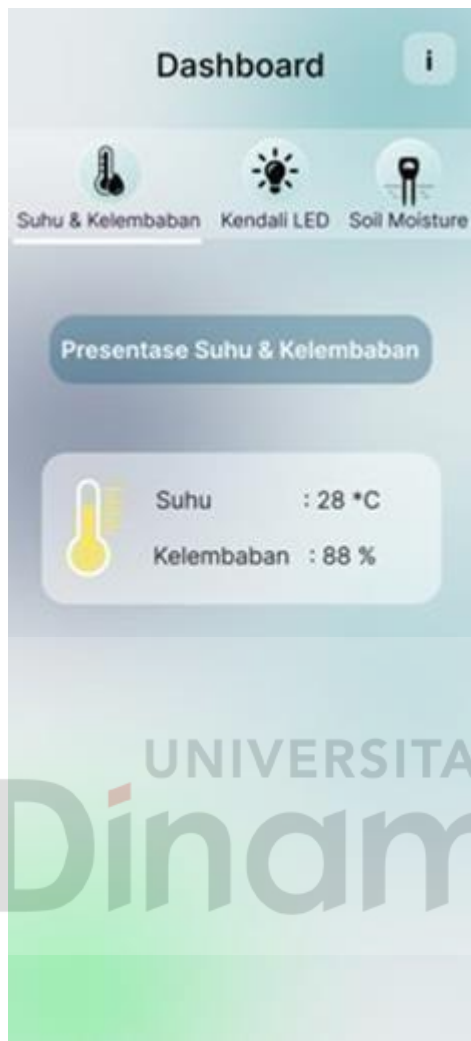 Dashboard
i
Suhu & Kelembaban
Kendali LED
Soil Moisture
Presentase Suhu & Kelembaban
Suhu : 28 *C
Kelembaban : 88 %
UNIVERSITA
Dinam